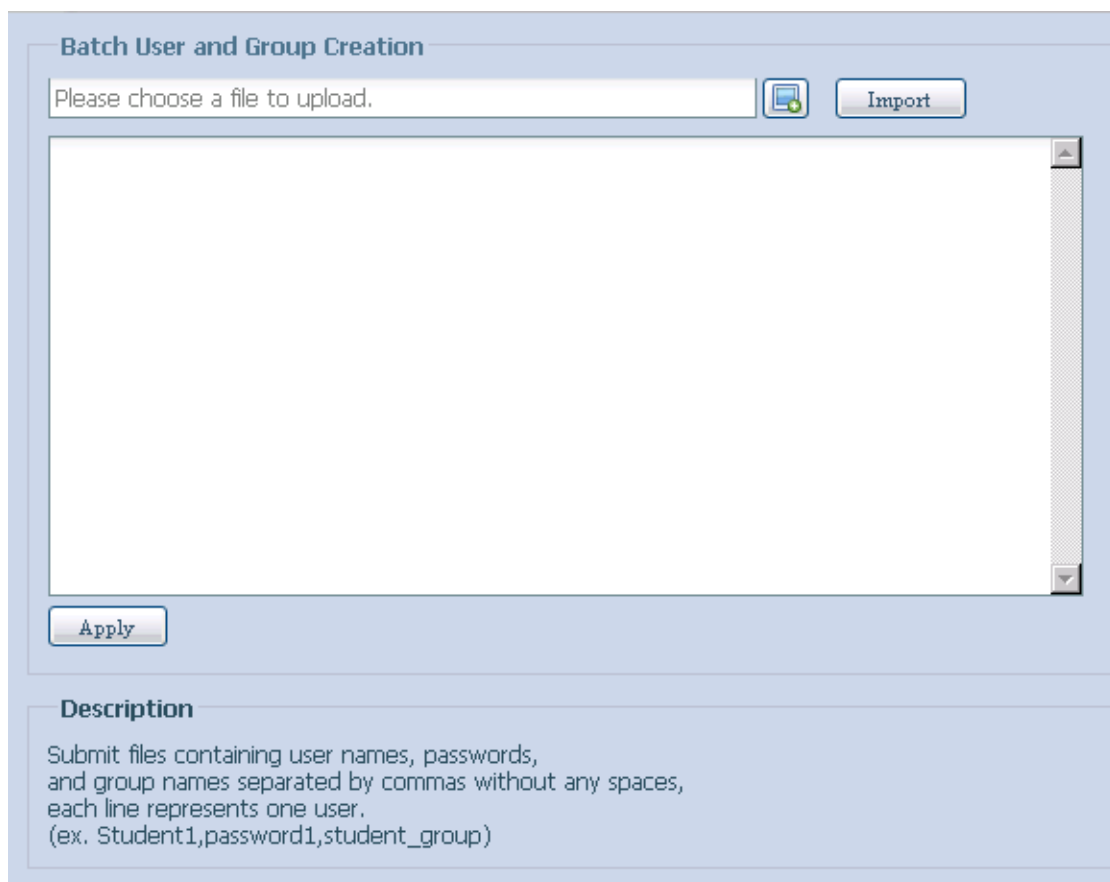 Batch User and Group Creation
Please choose a file to upload.
Import
Apply
Description
Submit files containing user names, passwords,
and group names separated by commas without any spaces,
each line represents one user.
(ex. Student1,password1,student_group)